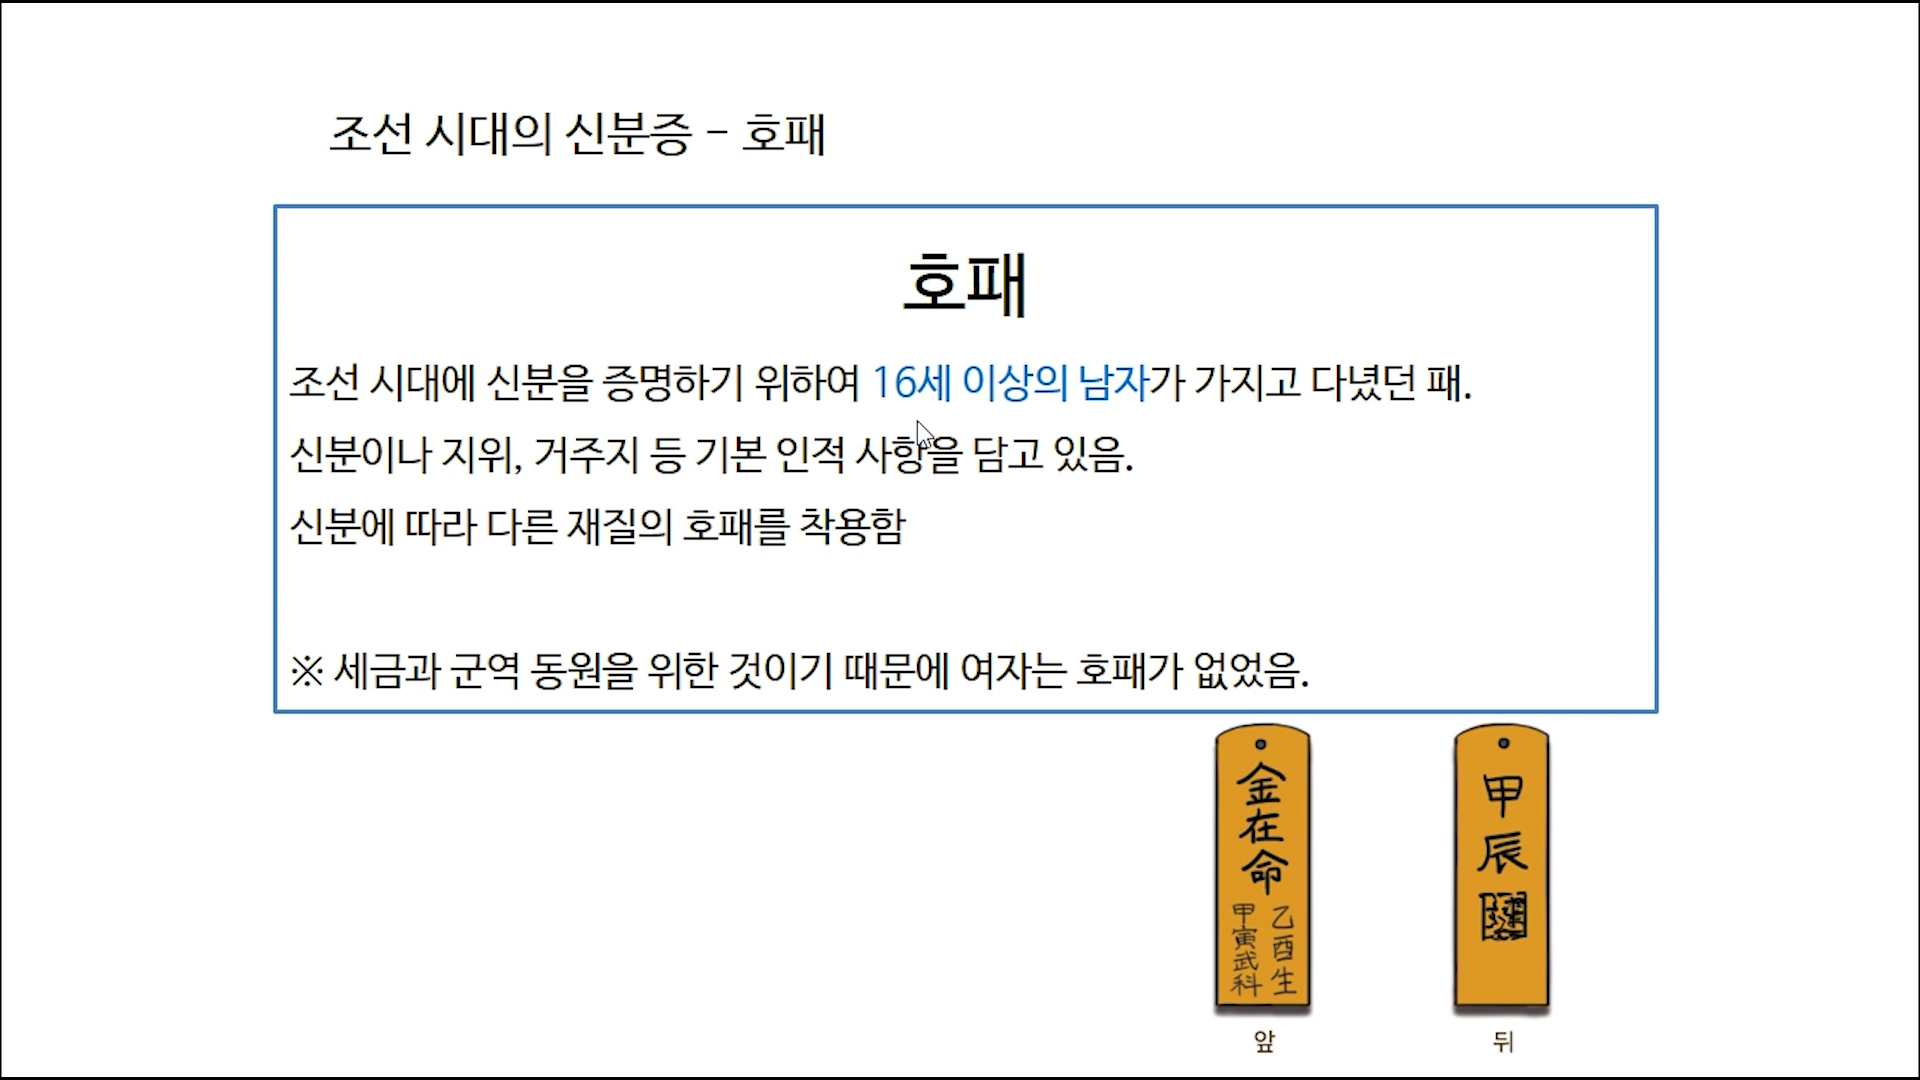 조선 시대의 신분증 - 호패
호패
조선 시대에 신분을 증명하기 위하여 16세 이상의 남자가 가지고 다녔던 패.
신분이나 지위, 거주지 등 기본 인적 사항을 담고 있음.
신분에 따라 다른 재질의 호패를 착용함
※ 세금과 군역 동원을 위한 것이기 때문에 여자는 호패가 없었음.
金在命
乙酉生
甲寅武科
앞
甲辰
뒤